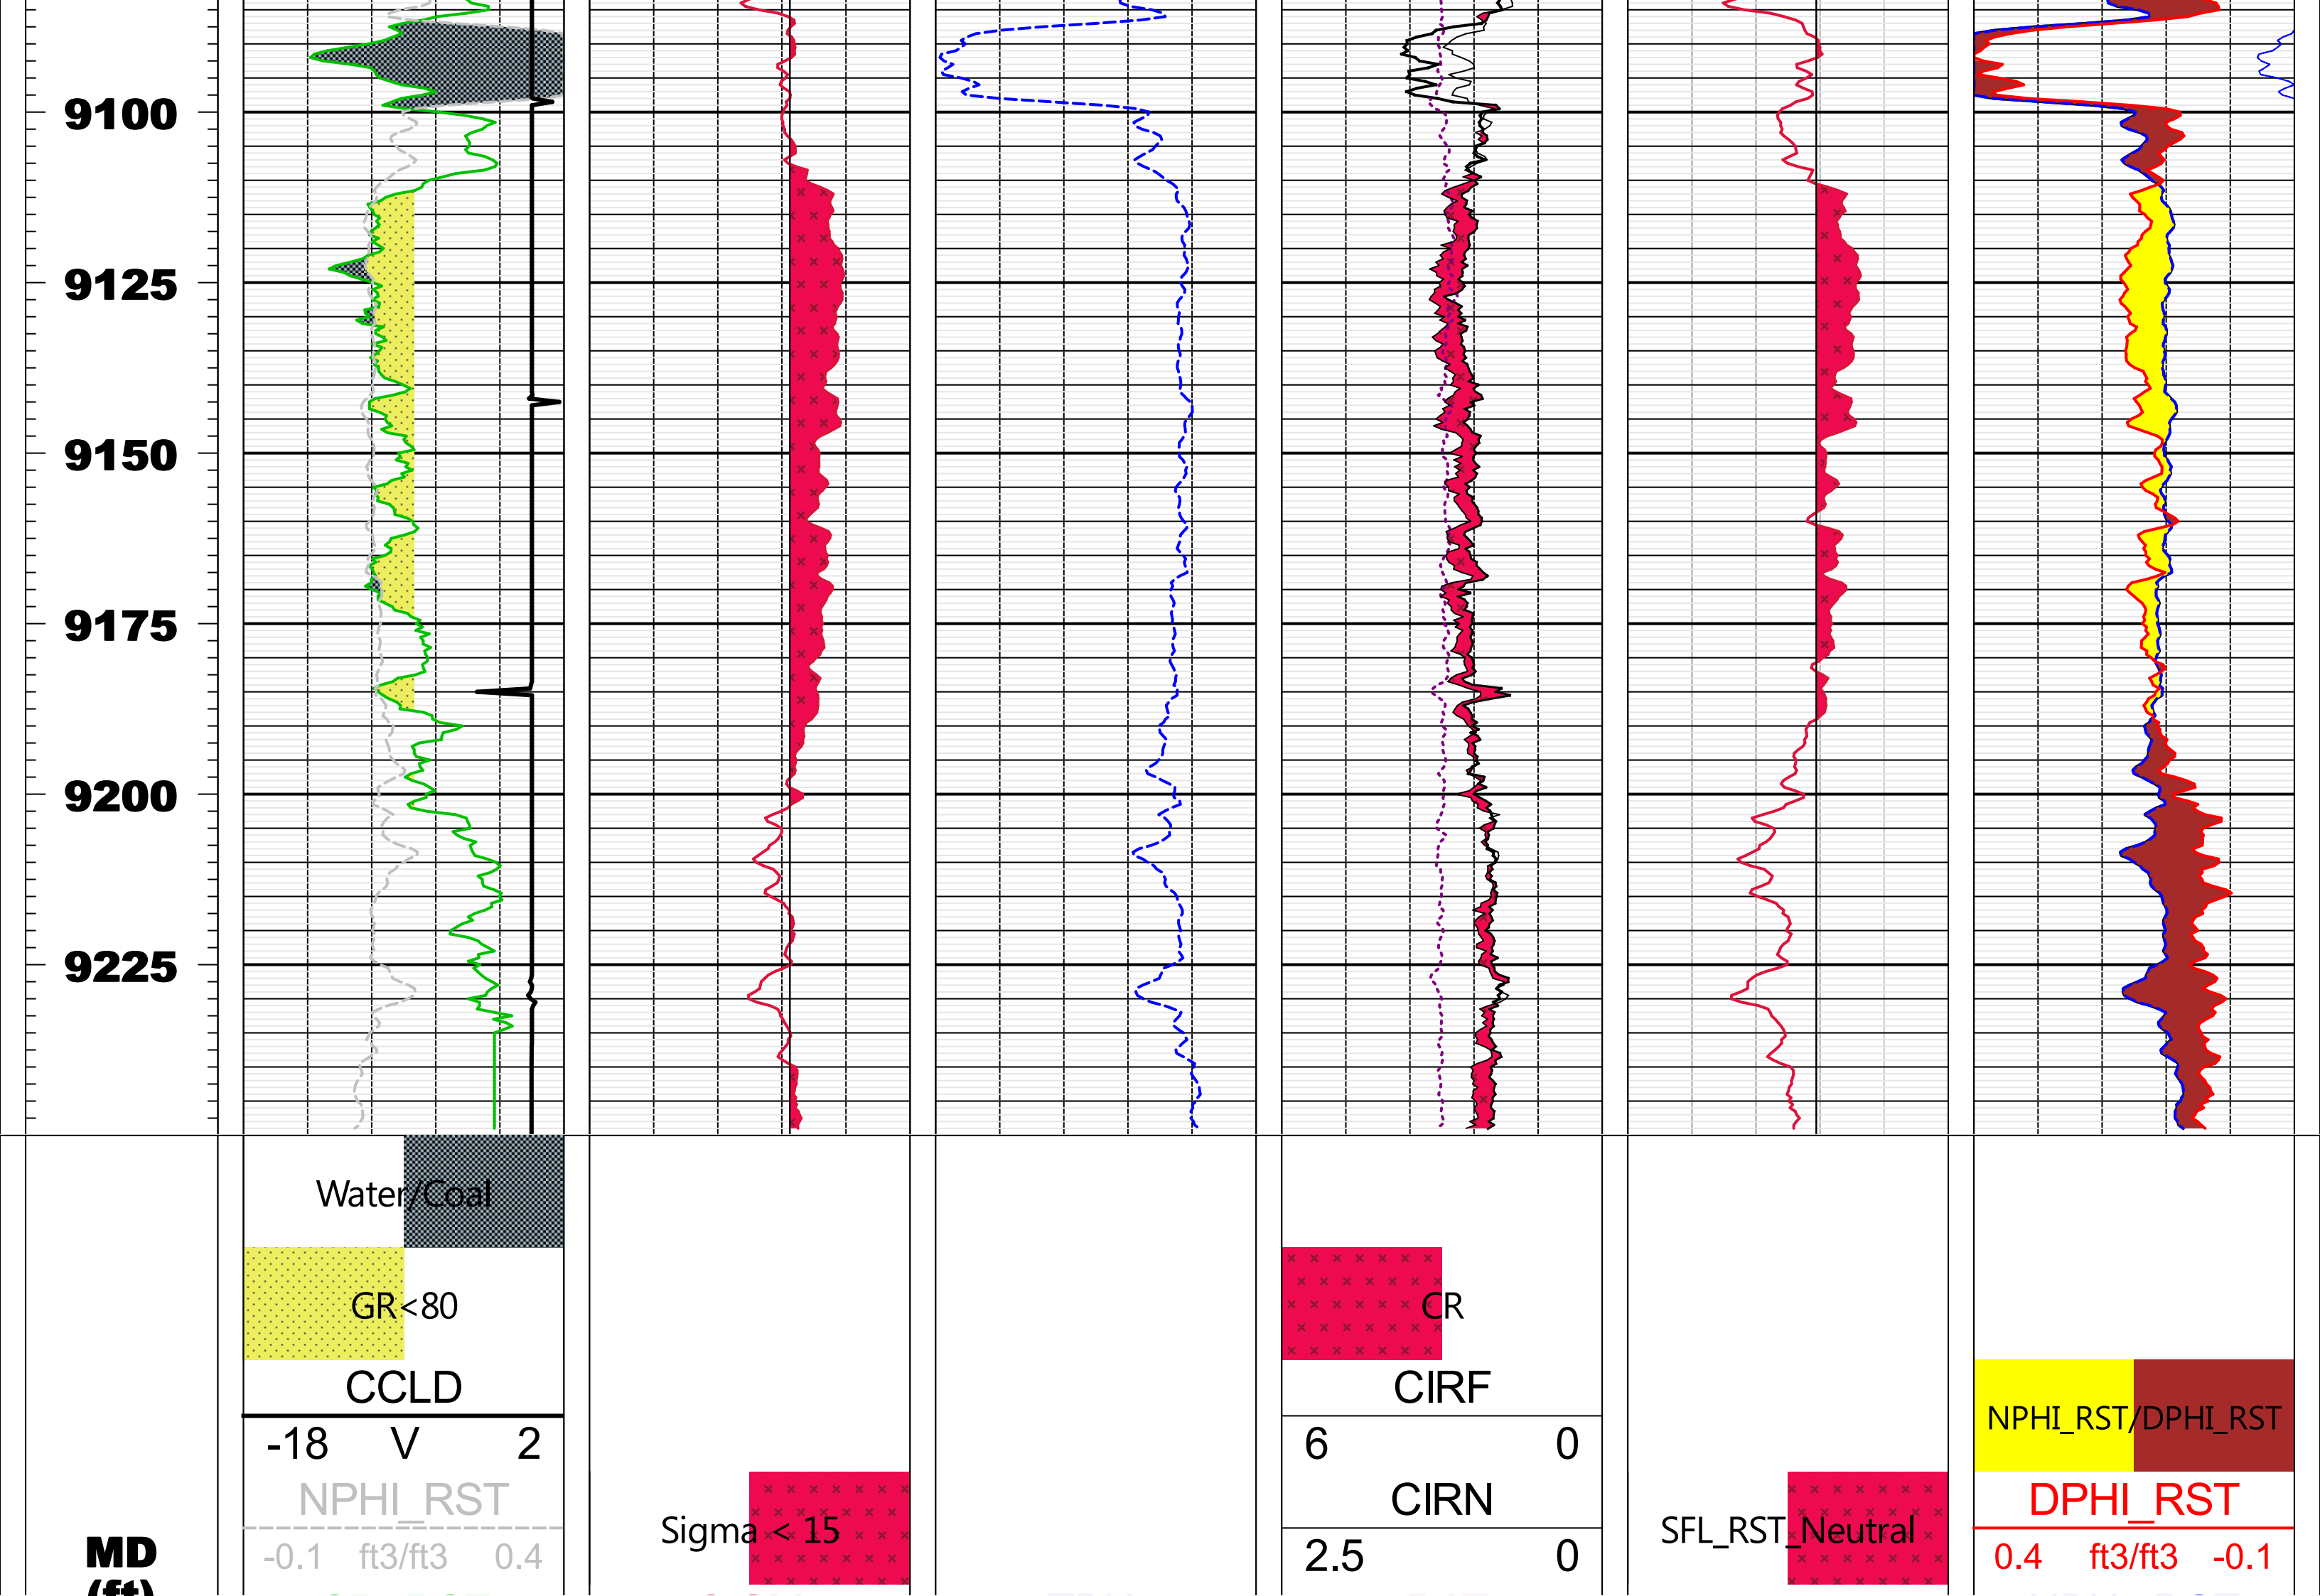 9100
9125
9150
9175
9200
9225
Water/Coal
GR<80
CR
CCLD
CIRF
-18 V 2
6 0
NPHI_RST/DPHI_RST
NPHI_RST
CIRN
DPHI_RST
Sigma < 15
SFL_RST_Neutral
MD
-0.1 ft3/ft3 0.4
2.5 0
0.4 ft3/ft3 -0.1
(ft)